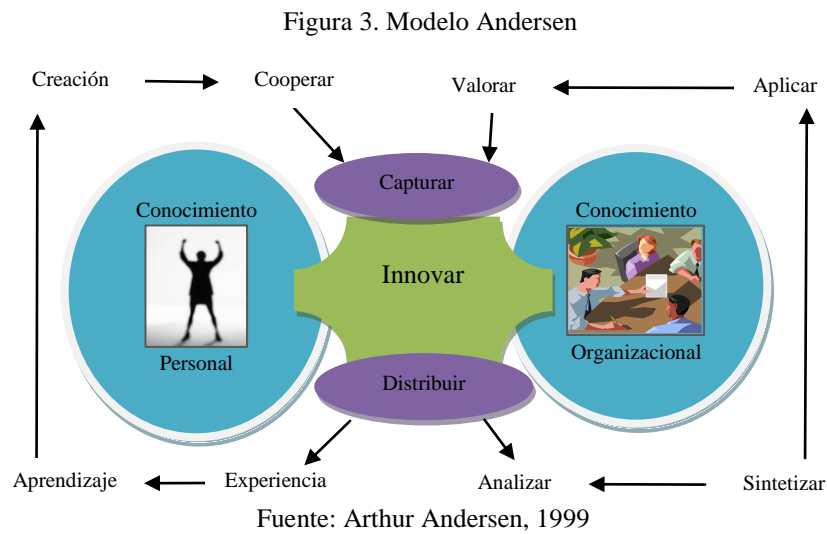 Figura 3. Modelo Andersen
Creación
Cooperar
Valorar
Aplicar
Capturar
Conocimiento
Conocimiento
Innovar
Personal
Organizacional
Distribuir
Aprendizaje
Experiencia
Analizar
Sintetizar
Fuente: Arthur Andersen, 1999